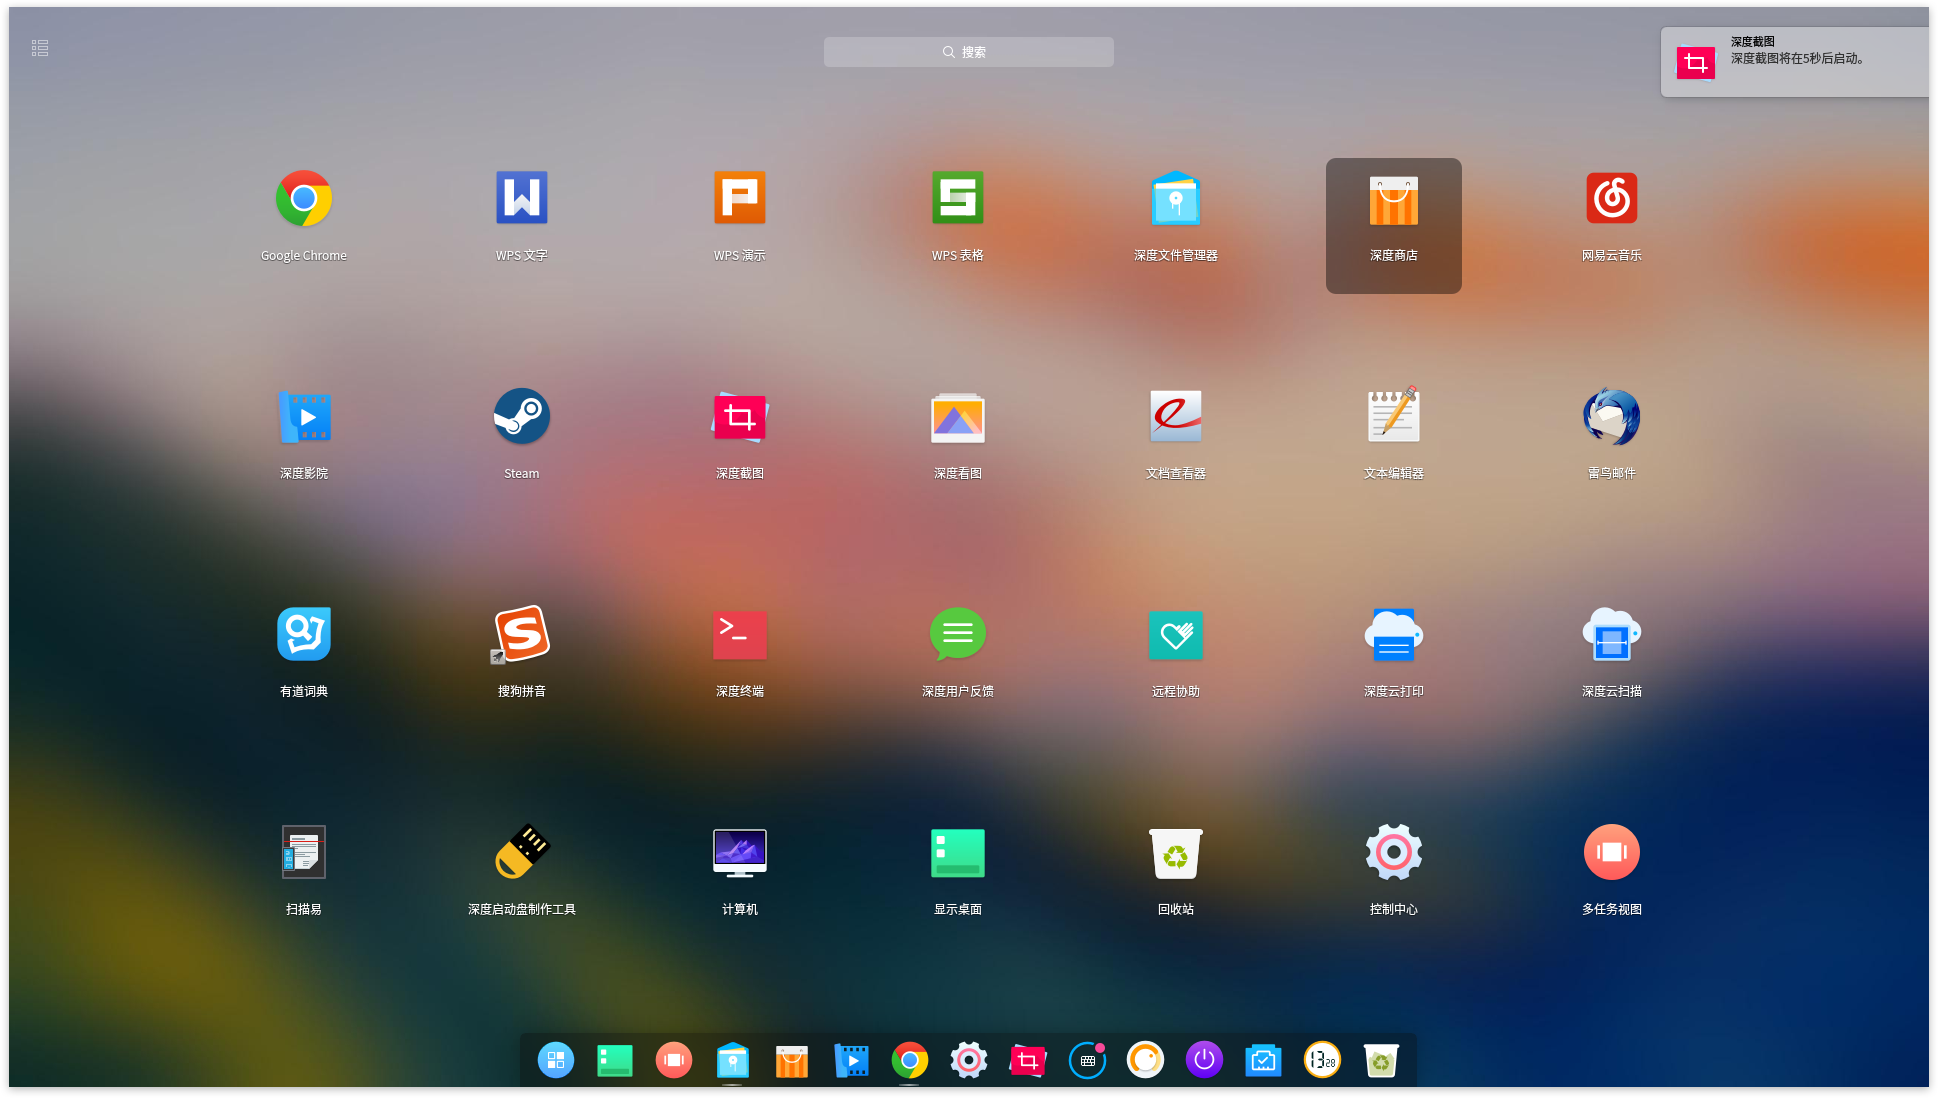 搜索
深度截图
深度截图将在5秒后启动。
Google Chrome
WPS 文字
WPS 演示
WPS 表格
深度文件管理器
深度商店
网易云音乐
深度影院
Steam
深度截图
深度看图
文档查看器
文本编辑器
雷鸟邮件
有道词典
搜狗拼音
深度终端
深度用户反馈
远程协助
深度云打印
深度云扫描
扫描易
深度启动盘制作工具
计算机
显示桌面
回收站
控制中心
多任务视图
13 28